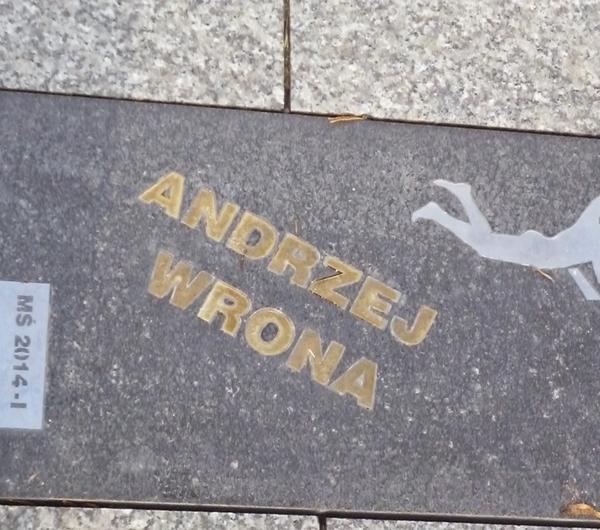 ANDRZEJ
WRONA
MŚ 2014-I